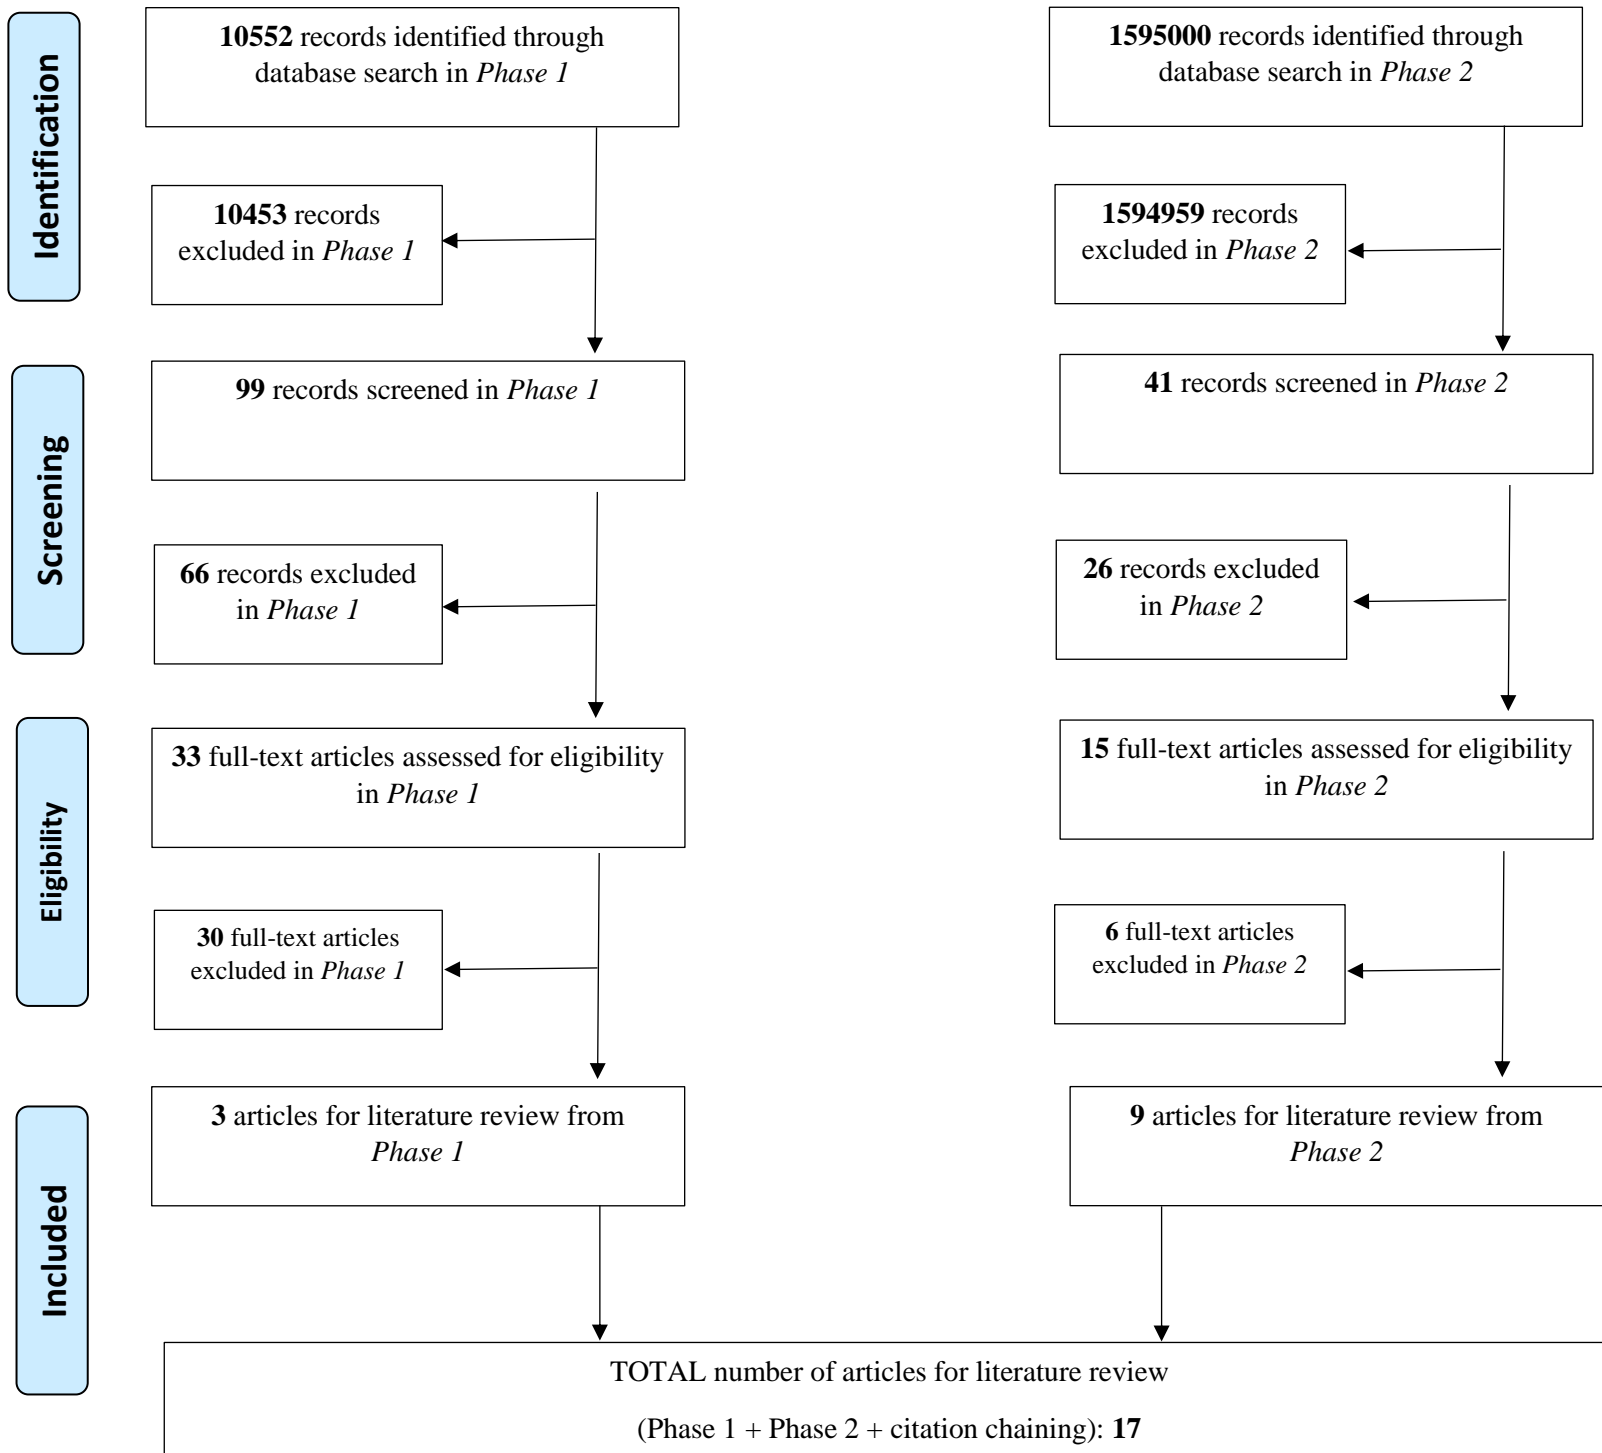 Identification
10552 records identified through
database search in Phase 1
1595000 records identified through
database search in Phase 2
10453 records
excluded in Phase 1
1594959 records
excluded in Phase 2
Screening
99 records screened in Phase 1
41 records screened in Phase 2
66 records excluded
in Phase 1
26 records excluded
in Phase 2
Eligibility
33 full-text articles assessed for eligibility
in Phase 1
15 full-text articles assessed for eligibility
in Phase 2
30 full-text articles
excluded in Phase 1
6 full-text articles
excluded in Phase 2
Included
3 articles for literature review from
Phase 1
9 articles for literature review from
Phase 2
TOTAL number of articles for literature review
(Phase 1 + Phase 2 + citation chaining): 17